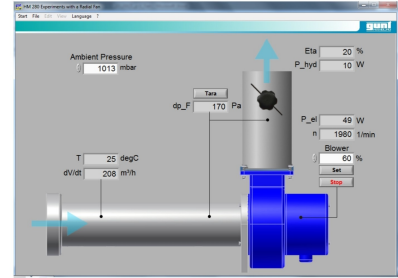 HM 280 Experiments with a Radial Fan
Start File Edit View Language ?
gunt
Ambient Pressure
1013 mbar
Eta 20 %
P_hyd 10 W
Tara
dp_F 170 Pa
P_el 49 W
n 1980 1/min
Blower
60 %
Set
Stop
T 25 degC
dV/dt 208 m³/h